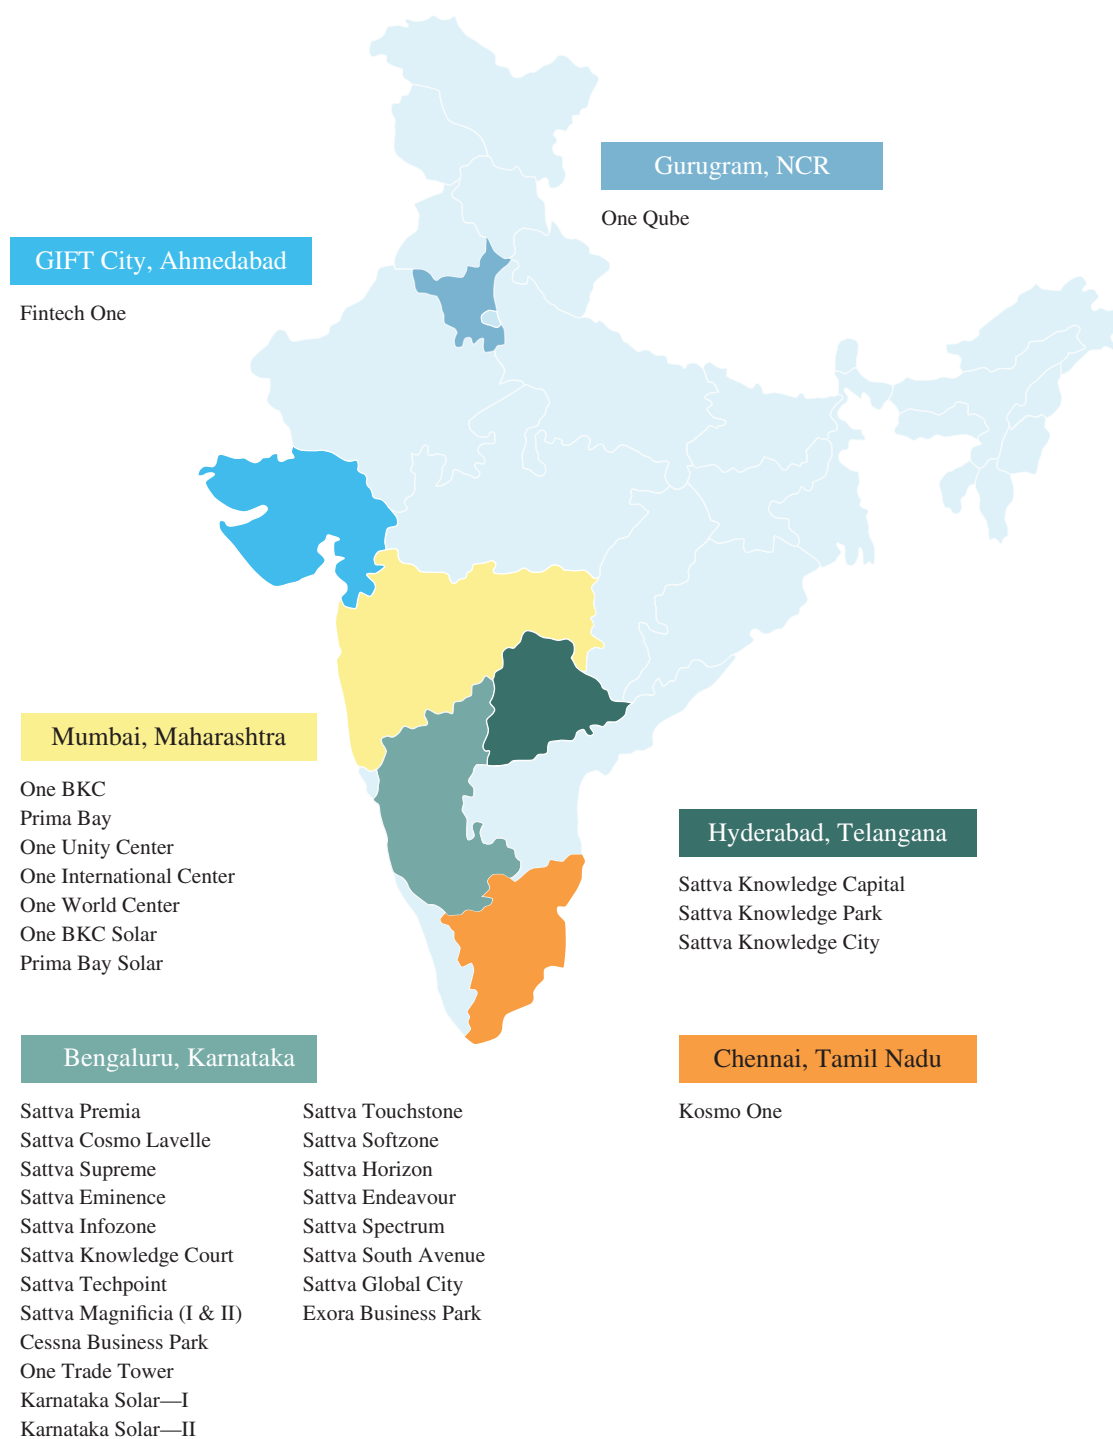 Gurugram, NCR
One Qube
GIFT City, Ahmedabad
Fintech One
Mumbai, Maharashtra
One BKC
Prima Bay
One Unity Center
One International Center
One World Center
One BKC Solar
Prima Bay Solar
Hyderabad, Telangana
Sattva Knowledge Capital
Sattva Knowledge Park
Sattva Knowledge City
Bengaluru, Karnataka
Sattva Premia
Sattva Cosmo Lavelle
Sattva Supreme
Sattva Eminence
Sattva Infozone
Sattva Knowledge Court
Sattva Techpoint
Sattva Magnificia (I & II)
Cessna Business Park
One Trade Tower
Karnataka Solar—I
Karnataka Solar—II
Sattva Touchstone
Sattva Softzone
Sattva Horizon
Sattva Endeavour
Sattva Spectrum
Sattva South Avenue
Sattva Global City
Exora Business Park
Chennai, Tamil Nadu
Kosmo One